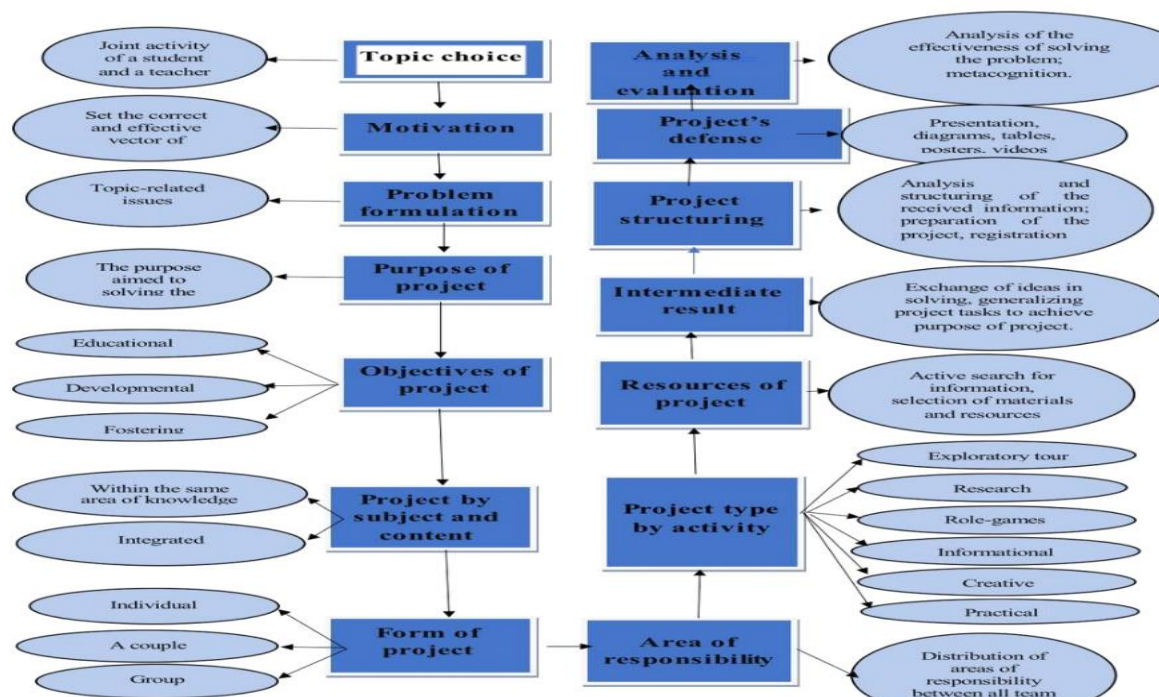 Joint activity
of a student
and a teacher
Topic choice
Set the correct
and effective
vector of
Motivation
Topic-related
issues
Problem
formulation
The purpose
aimed to
solving the
Purpose of
project
Educational
Developmental
Fostering
Objectives of
project
Within the same
area of knowledge
Integrated
Project by
subject and
content
Individual
A couple
Group
Form of
project
Area of
responsibility
Distribution of
areas of
responsibility
between all team
Project type
by activity
Exploratory tour
Research
Role-games
Informational
Creative
Practical
Resources of
project
Active search for
information,
selection of materials
and resources
Intermediate
result
Exchange of ideas in
solving, generalizing
project tasks to achieve
purpose of project.
Project
structuring
Analysis and
structuring of the
received information;
preparation of the
project, registration
Project's
defense
Presentation,
diagrams, tables,
posters, videos
Analysis
and
evaluation
Analysis of the
effectiveness of solving
the problem;
metacognition.